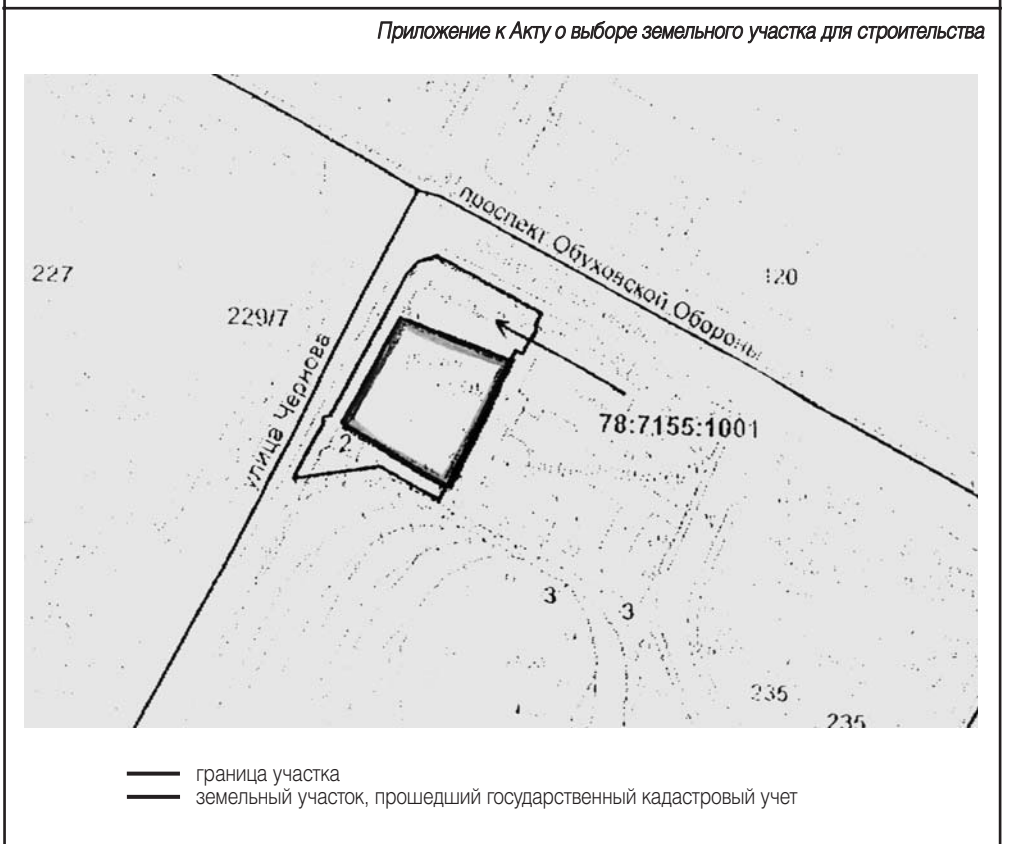 Приложение к Акту о выборе земельного участка для строительства
проспект Обуховской Обороны
227
120
229/7
улица Чернова
78:7155:1001
2
3
3
235
235
граница участка
земельный участок, прошедший государственный кадастровый учет